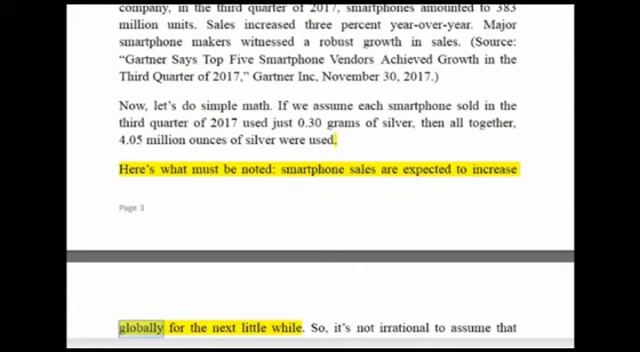 company, in the third quarter of 2017, smartphones amounted to 383
million units. Sales increased three percent year-over-year. Major
smartphone makers witnessed a robust growth in sales. (Source:
“Gartner Says Top Five Smartphone Vendors Achieved Growth in the
Third Quarter of 2017,” Gartner Inc, November 30, 2017.)
Now, let’s do simple math. If we assume each smartphone sold in the
third quarter of 2017 used just 0.30 grams of silver, then all together,
4.05 million ounces of silver were used.
Here’s what must be noted: smartphone sales are expected to increase
Page 3
globally for the next little while. So, it’s not irrational to assume that